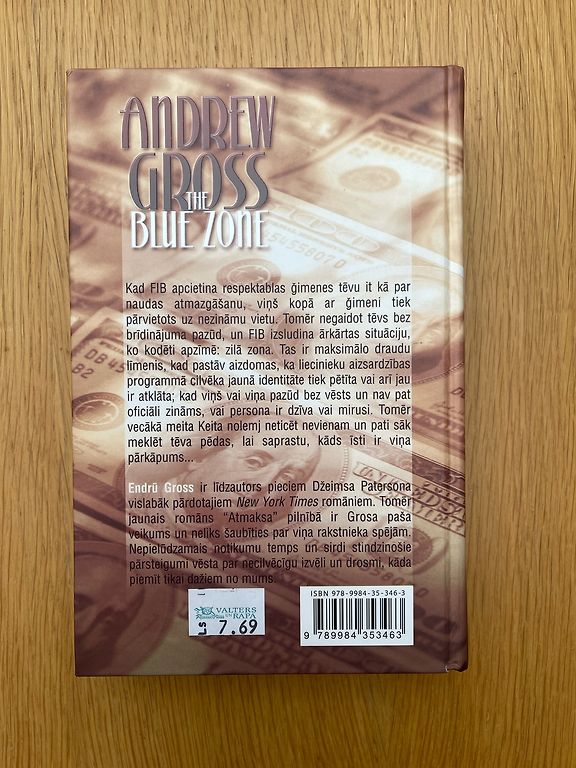 ANDREW
GROSS
THE
BLUE ZONE
Kad FIB apcietina respektablas ģimenes tēvu it kā par
naudas atmazgāšanu, viņš kopā ar ģimeni tiek
pārvietots uz nezināmu vietu. Tomēr negaidot tēvs bez
brīdinājuma pazūd, un FIB izsludina ārkārtas situāciju,
ko kodēti apzīmē: zilā zona. Tas ir maksimālo draudu
līmenis, kad pastāv aizdomas, ka liecinieku aizsardzības
programmā cilvēka jaunā identitāte tiek pētīta vai arī jau
ir atklāta; kad viņš vai viņa pazūd bez vēsts un nav pat
oficiāli zināms, vai persona ir dzīva vai mirusi. Tomēr
vecākā meita Keita nolemj neticēt nevienam un pati sāk
meklēt tēva pēdas, lai saprastu, kāds īsti ir viņa
pārkāpums...
Endrū Gross ir līdzautors pieciem Džeimsa Patersona
vislabāk pārdotajiem New York Times romāniem. Tomēr
jaunais romāns “Atmaksa” pilnībā ir Grosa paša
veikums un neliks šaubīties par viņa rakstnieka spējām.
Nepielūdzamais notikumu temps un sirdi stindzinošie
pārsteigumi vēsta par necilvēcīgu izvēli un drosmi, kāda
piemīt tikai dažiem no mums.
VALTERS
UN RAPA
Ls 7.69
ISBN 978-9984-35-346-3
9 789984 353463